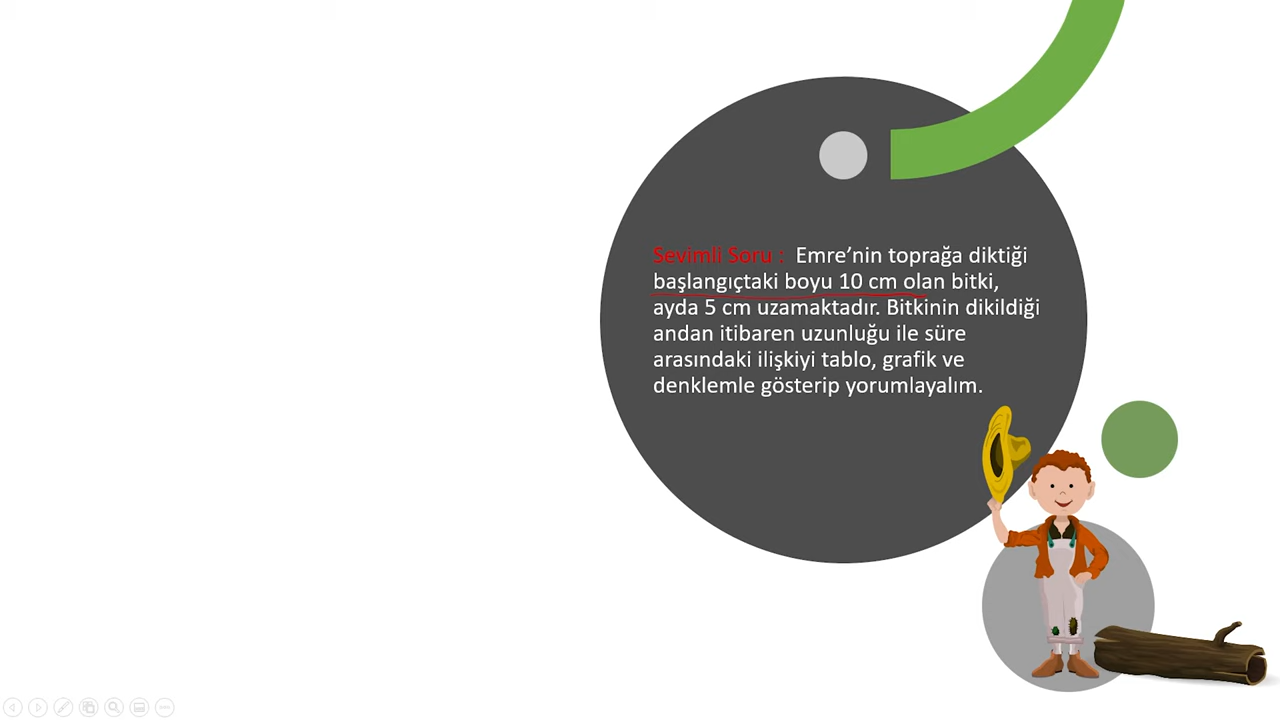 Sevimli Soru : Emre’nin toprağa diktiği
başlangıçtaki boyu 10 cm olan bitki,
ayda 5 cm uzamaktadır. Bitkinin dikildiği
andan itibaren uzunluğu ile süre
arasındaki ilişkiyi tablo, grafik ve
denklemle gösterip yorumlayalım.